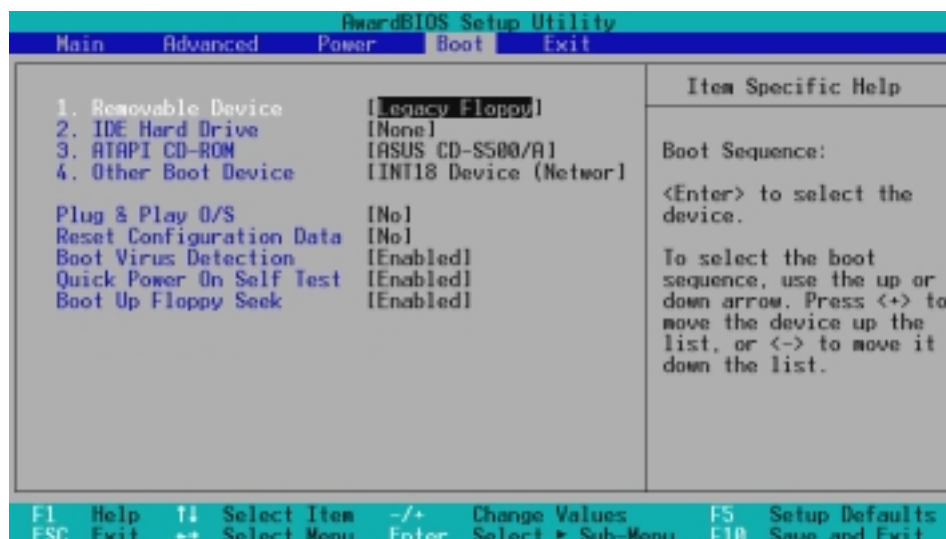 AwardBIOS Setup Utility
Main Advanced Power Boot Exit
1. Removable Device [Legacy Floppy]
2. IDE Hard Drive [None]
3. ATAPI CD-ROM [ASUS CD-S500/A]
4. Other Boot Device [INT18 Device (Networ]
Plug & Play O/S [No]
Reset Configuration Data [No]
Boot Virus Detection [Enabled]
Quick Power On Self Test [Enabled]
Boot Up Floppy Seek [Enabled]
Item Specific Help
Boot Sequence:
<Enter> to select the
device.
To select the boot
sequence, use the up or
down arrow. Press <+> to
move the device up the
list, or <-> to move it
down the list.
F1 Help ↑↓ Select Item -/+ Change Values F5 Setup Defaults
ESC Exit ←→ Select Menu Enter Select ► Sub-Menu F10 Save and Exit